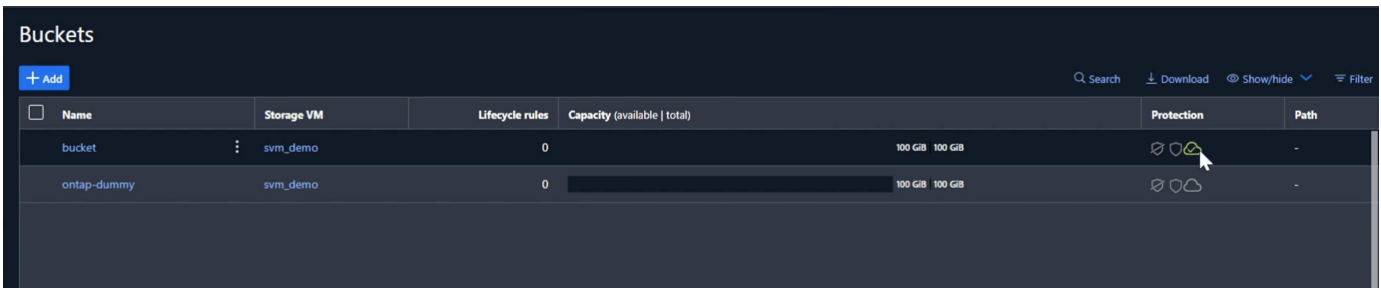 Buckets
+ Add
Search Download Show/hide Filter
Name Storage VM Lifecycle rules Capacity (available | total) Protection Path
bucket svm_demo 0 100 GiB 100 GiB -
ontap-dummy svm_demo 0 100 GiB 100 GiB -